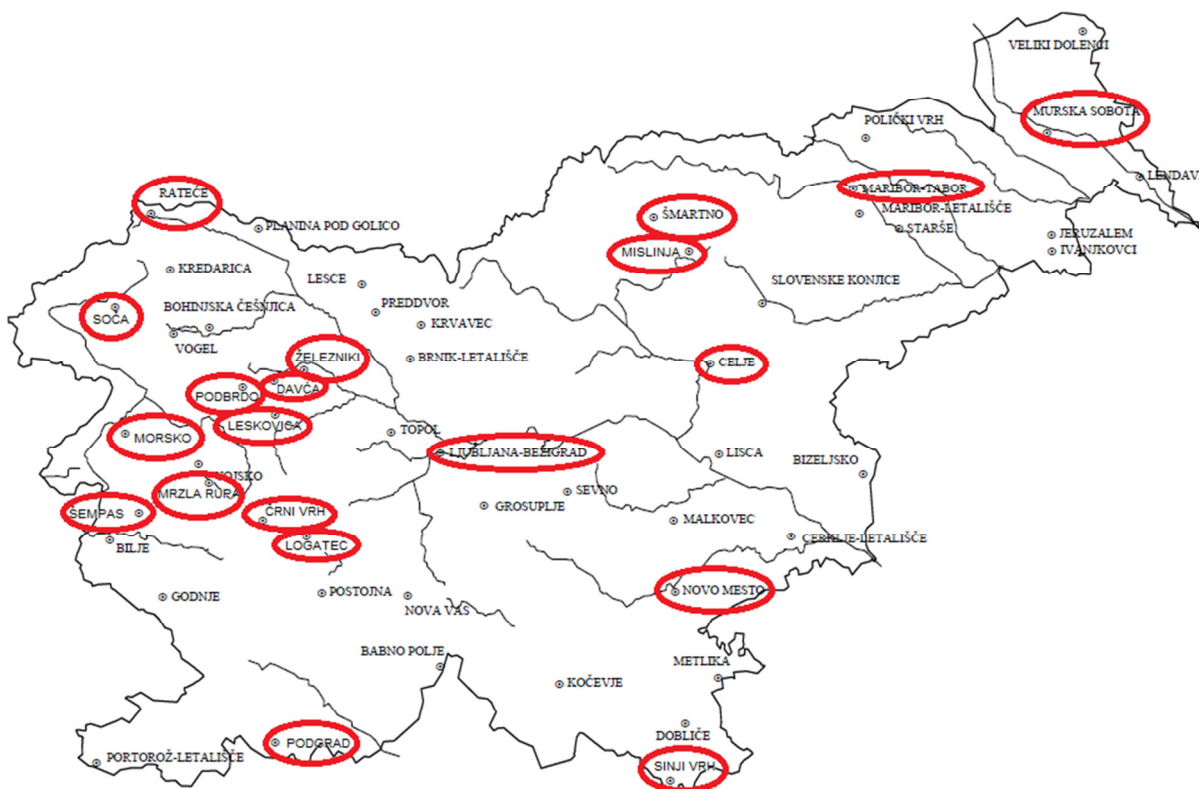 VELIKI DOLENCI
MURSKA SOBOTA
POLIČKI VRH
LENDAV
RATEČE
MARIBOR-TABOR
ŠMARTNO
MARIBOR-LETALIŠČE
PLANINA POD GOLICO
STARŠE
JERUZALEM
MISLINJA
IVANJKOVCI
KREDARICA
LESCE
SLOVENSKE KONJICE
BOHINJSKA ČEŠNJICA
PREDDVOR
SOČA
KRVAVEC
VOGEL
ŽELEZNIKI
BRNIK-LETALIŠČE
CELJE
DAVČA
PODBRDO
LESKOVICA
TOPOL
MORSKO
LJUBLJANA-BEŽIGRAD
LISCA
BIZELJSKO
VOJSKO
MRZLA RUPA
SEVNO
GROSUPLJE
ŠEMPAS
ČRNI VRH
MALKOVEC
CERKLJE-LETALIŠČE
LOGATEC
BILJE
NOVO MESTO
GODNJE
POSTOJNA
NOVA VAS
BABNO POLJE
METLIKA
KOČEVJE
DOBLIČE
PODGRAD
PORTOROŽ-LETALIŠČE
SINJI VRH